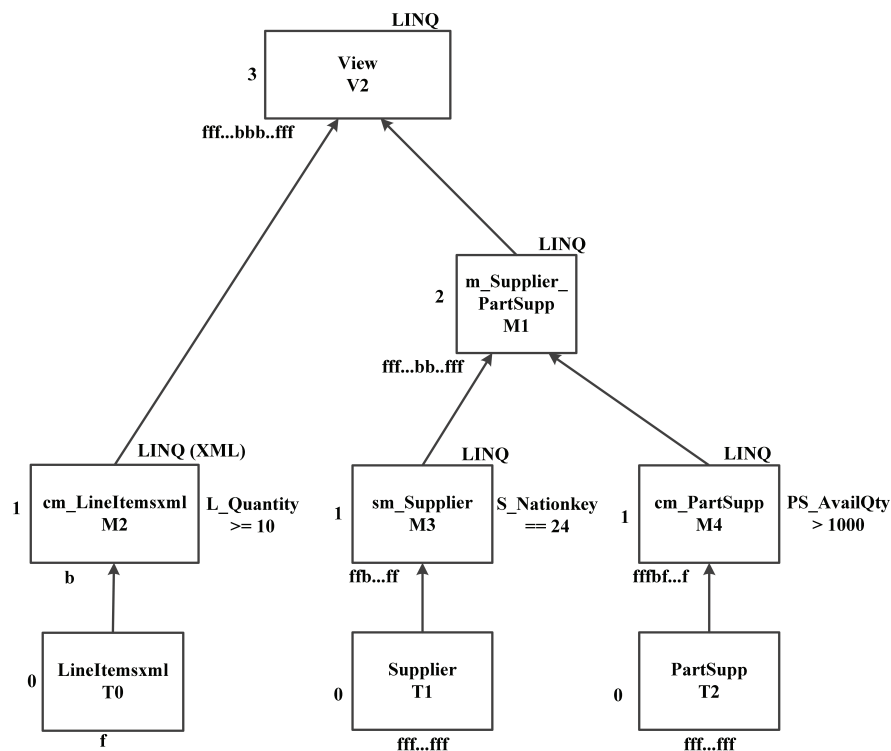 LINQ
View
V2
3
fff...bbb..fff
LINQ
m_Supplier_
PartSupp
M1
2
fff...bb..fff
LINQ (XML)
cm_LineItemsxml
M2
1
L_Quantity
>= 10
b
LINQ
sm_Supplier
M3
1
S_Nationkey
== 24
ffb...ff
LINQ
cm_PartSupp
M4
1
PS_AvailQty
> 1000
fffbf...f
LineItemsxml
T0
0
f
Supplier
T1
0
fff...fff
PartSupp
T2
0
fff...fff